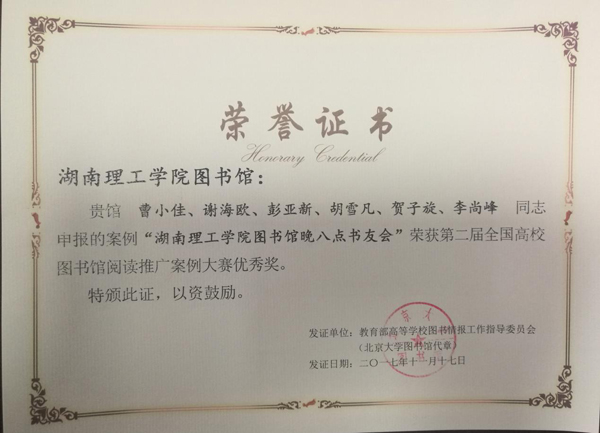 荣誉证书
Honorary Credential
湖南理工学院图书馆：
贵馆 曹小佳、谢海欧、彭亚新、胡雪凡、贺子旋、李尚峰 同志
申报的案例“湖南理工学院图书馆晚八点书友会”荣获第二届全国高校
图书馆阅读推广案例大赛优秀奖。
特颁此证，以资鼓励。
发证单位：教育部高等学校图书情报工作指导委员会
（北京大学图书馆代章）
发证日期：二〇一七年十一月十七日